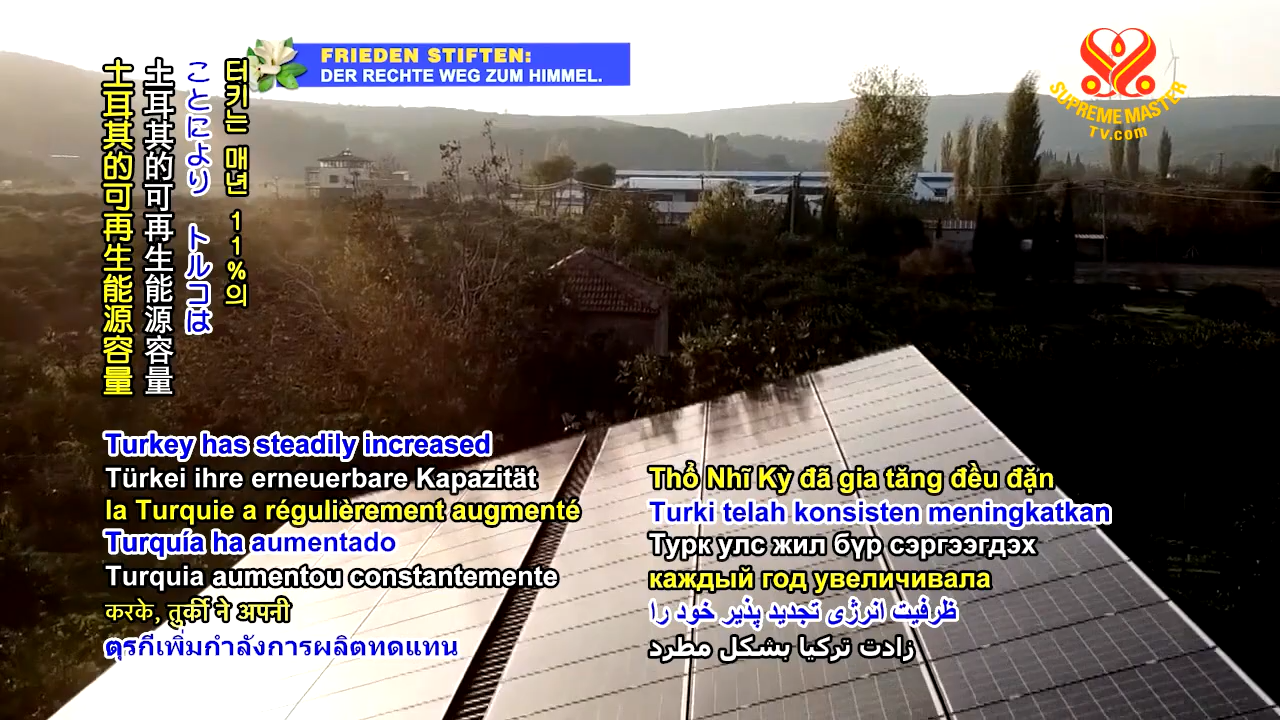 FRIEDEN STIFTEN:
DER RECHTE WEG ZUM HIMMEL.
SUPREME MASTER
TV.com
土耳其的可再生能源容量
土耳其的可再生能源容量
ことにより トルコは
터키는 매년 11%의
Turkey has steadily increased
Türkei ihre erneuerbare Kapazität
la Turquie a régulièrement augmenté
Turquía ha aumentado
Turquia aumentou constantemente
करके, तुर्की ने अपनी
ตุรกีเพิ่มกำลังการผลิตทดแทน
Thổ Nhĩ Kỳ đã gia tăng đều đặn
Turki telah konsisten meningkatkan
Турк улс жил бүр сэргээгдэх
каждый год увеличивала
ظرفیت انرژی تجدید پذیر خود را
زادت تركيا بشكل مطرد